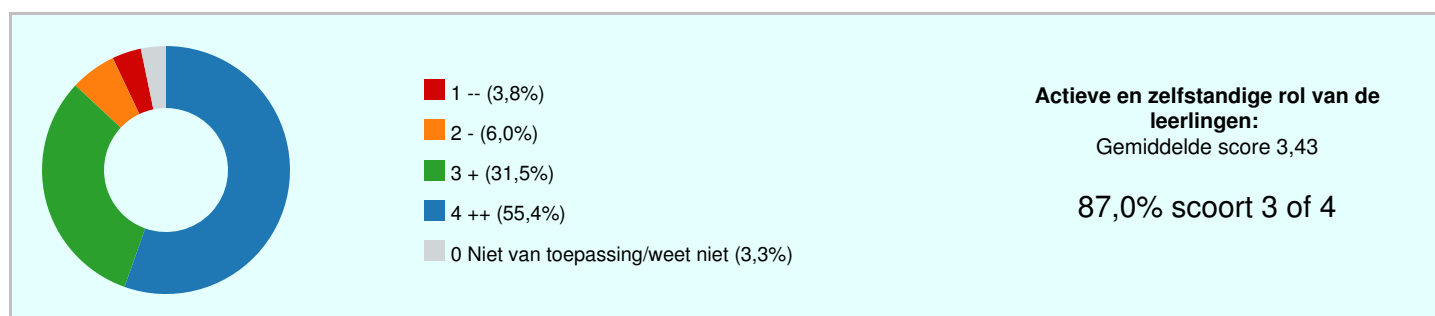 1 -- (3,8%)
2 - (6,0%)
3 + (31,5%)
4 ++ (55,4%)
0 Niet van toepassing/weet niet (3,3%)
Actieve en zelfstandige rol van de
leerlingen:
Gemiddelde score 3,43
87,0% scoort 3 of 4